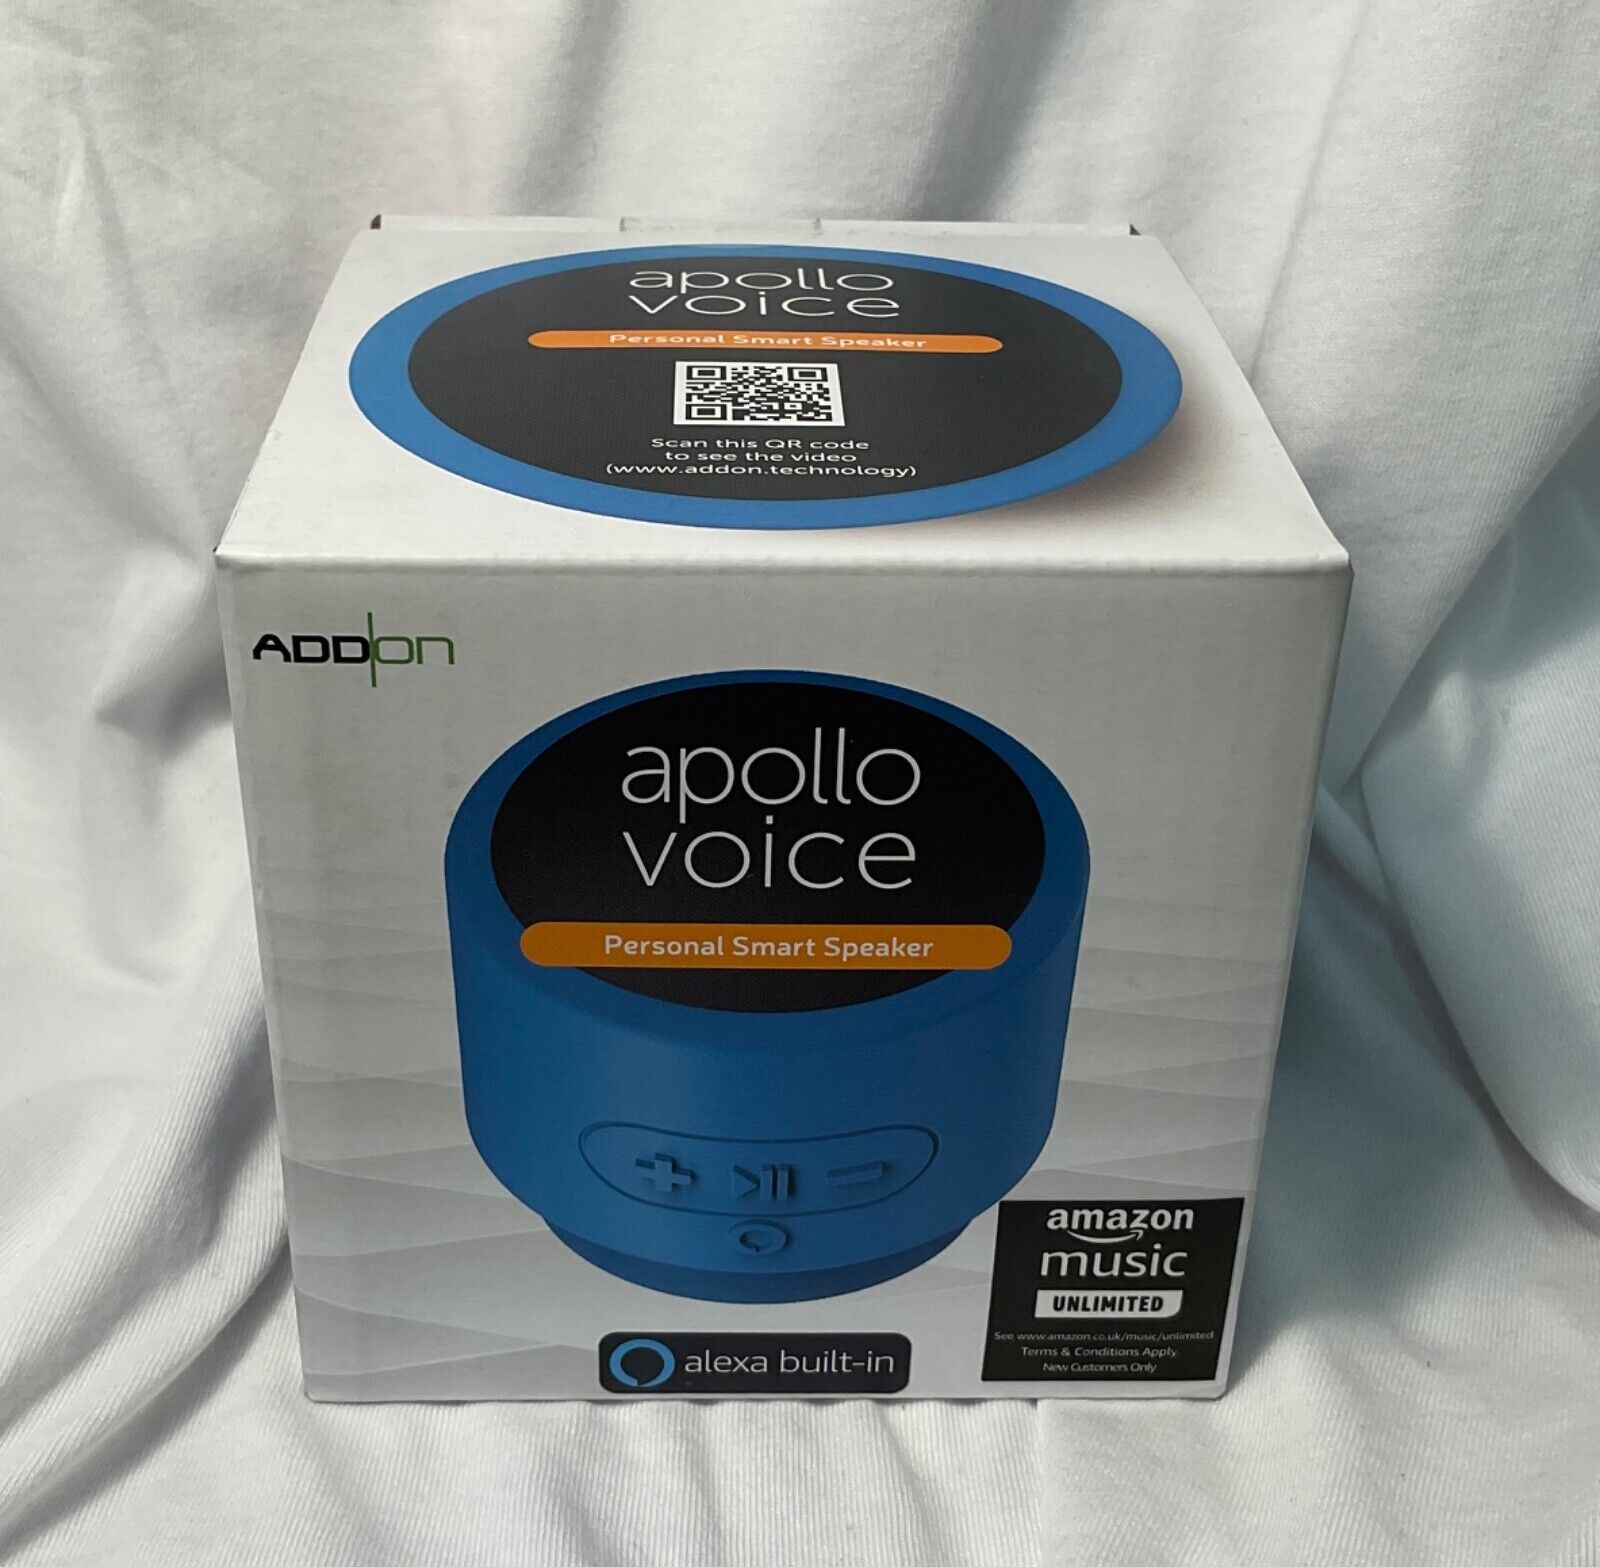 apollo
voice
Personal Smart Speaker
Scan this QR code
to see the video
(www.addon.technology)
ADDON
apollo
voice
Personal Smart Speaker
amazon
music
UNLIMITED
See www.amazon.co.uk/music/unlimited
Terms & Conditions Apply.
New Customers Only
alexa built-in